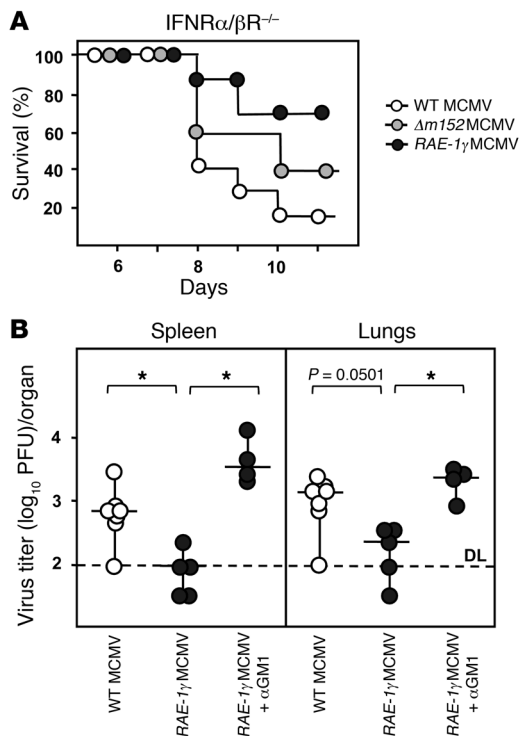 A
IFNRα/βR–/–
Survival (%)
100
80
60
40
20
6
8
10
Days
WT MCMV
Δm152MCMV
RAE-1γMCMV
B
Spleen
Lungs
Virus titer (log10 PFU)/organ
4
3
2
*
*
P = 0.0501
*
DL
WT MCMV
RAE-1γMCMV
RAE-1γMCMV
+ αGM1
WT MCMV
RAE-1γMCMV
RAE-1γMCMV
+ αGM1